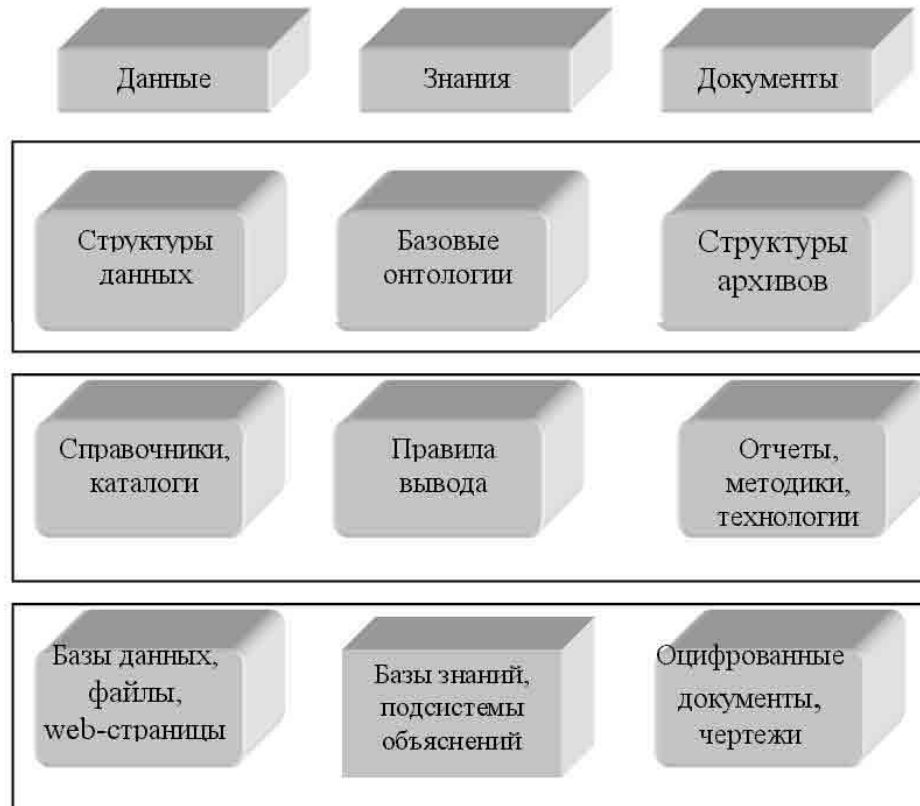 Данные
Знания
Документы
Структуры
данных
Базовые
онтологии
Структуры
архивов
Справочники,
каталоги
Правила
вывода
Отчеты,
методики,
технологии
Базы данных,
файлы,
web-страницы
Базы знаний,
подсистемы
объяснений
Оцифрованные
документы,
чертежи